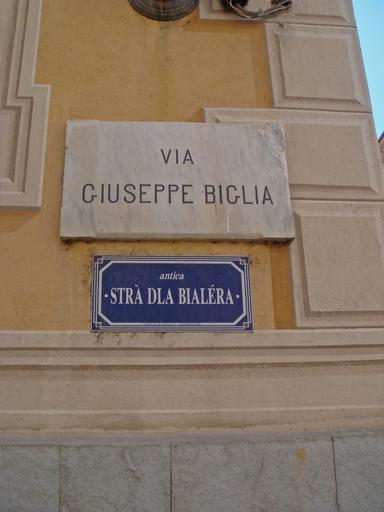 VIA
GIUSEPPE BIGLIA
antica
·STRÀ DLA BIALÉRA·